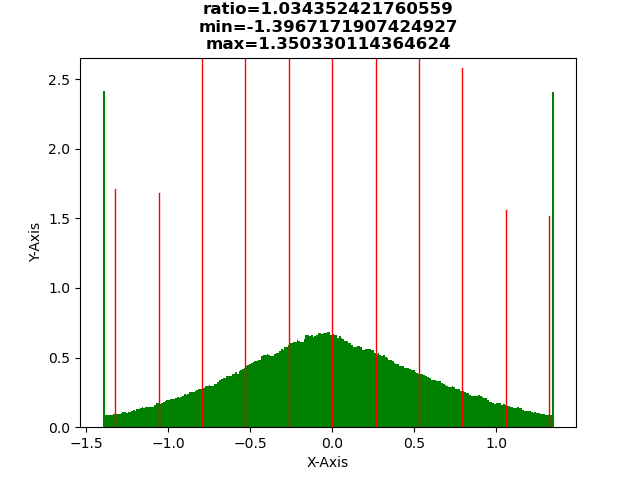 ratio=1.034352421760559
min=-1.3967171907424927
max=1.350330114364624
2.5
2.0
1.5
1.0
0.5
0.0
Y-Axis
−1.5 −1.0 −0.5 0.0 0.5 1.0
X-Axis